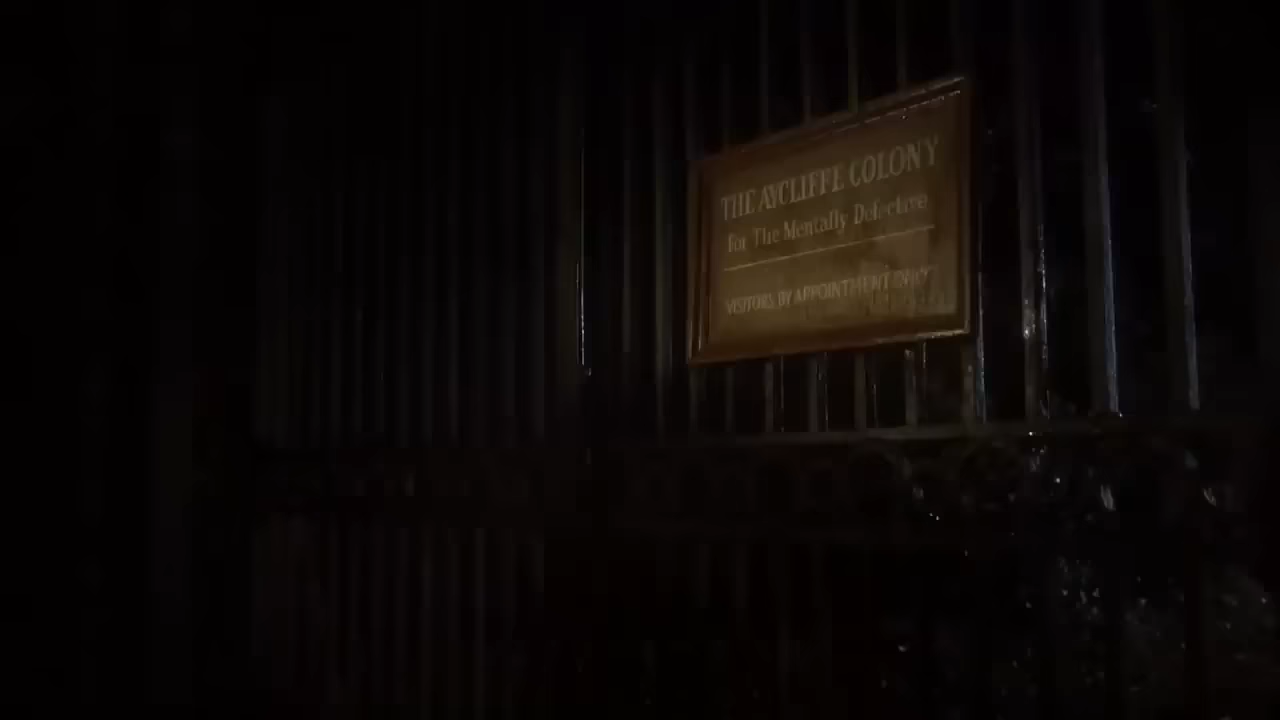 THE AYCLIFFE COLONY
for The Mentally Defective
VISITORS BY APPOINTMENT ONLY